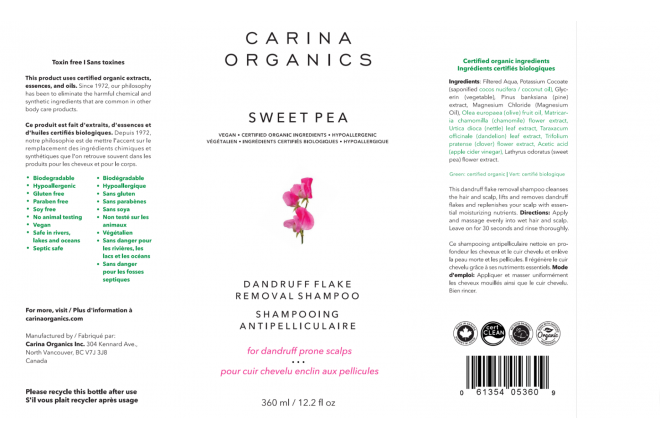 Toxin free I Sans toxines
This product uses certified organic extracts,
essences, and oils. Since 1972, our philosophy
has been to eliminate the harmful chemical and
synthetic ingredients that are common in other
body care products.
Ce produit est fait d'extraits, d'essences et
d'huiles certifiés biologiques. Depuis 1972,
notre philosophie est de mettre l'accent sur le
remplacement des ingrédients chimiques et
synthétiques que l'on retrouve souvent dans les
produits pour les cheveux et pour le corps.
• Biodegradable
• Hypoallergenic
• Gluten free
• Paraben free
• Soy free
• No animal testing
• Vegan
• Safe in rivers,
lakes and oceans
• Septic safe
• Biodégradable
• Hypoallergique
• Sans gluten
• Sans parabènes
• Sans soya
• Non testé sur les
animaux
• Végétalien
• Sans danger pour
les rivières, les
lacs et les océans
• Sans danger
pour les fosses
septiques
For more, visit / Plus d'information à
carinaorganics.com
Manufactured by / Fabriqué par:
Carina Organics Inc. 304 Kennard Ave.,
North Vancouver, BC V7J 3J8
Canada
Please recycle this bottle after use
S'il vous plait recycler après usage
CARINA
ORGANICS
SWEET PEA
VEGAN • CERTIFIED ORGANIC INGREDIENTS • HYPOALLERGENIC
VÉGÉTALIEN • INGRÉDIENTS CERTIFIÉS BIOLOGIQUES • HYPOALLERGIQUE
DANDRUFF FLAKE
REMOVAL SHAMPOO
SHAMPOOING
ANTIPELLICULAIRE
for dandruff prone scalps
•••
pour cuir chevelu enclin aux pellicules
360 ml / 12.2 fl oz
Certified organic ingredients
Ingrédients certifiés biologiques
Ingredients: Filtered Aqua, Potassium Cocoate
(saponified cocos nucifera / coconut oil), Glyc-
erin (vegetable), Pinus banksiana (pine)
extract, Magnesium Chloride (Magnesium
Oil), Olea europaea (olive) fruit oil, Matricar-
ia chamomilla (chamomile) flower extract,
Urtica dioca (nettle) leaf extract, Taraxacum
officinale (dandelion) leaf extract, Trifolium
pratense (clover) flower extract, Acetic acid
(apple cider vinegar), Lathyrus odoratus (sweet
pea) flower extract.
Green: certified organic | Vert: certifié biologique
This dandruff flake removal shampoo cleanses
the hair and scalp, lifts and removes dandruff
flakes and replenishes your scalp with essen-
tial moisturizing nutrients. Directions: Apply
and massage evenly into wet hair and scalp.
Leave on for 30 seconds and rinse thoroughly.
Ce shampooing antipelliculaire nettoie en pro-
fondeur les cheveux et le cuir chevelu et enlève
la peau morte et les pellicules. Il régénère le cuir
chevelu grâce à ses nutriments essentiels. Mode
d'emploi: Appliquer et masser uniformément
les cheveux mouillés ainsi que le cuir chevelu.
Bien rincer.
cert
CLEAN
Organic
0 61354 05360 9